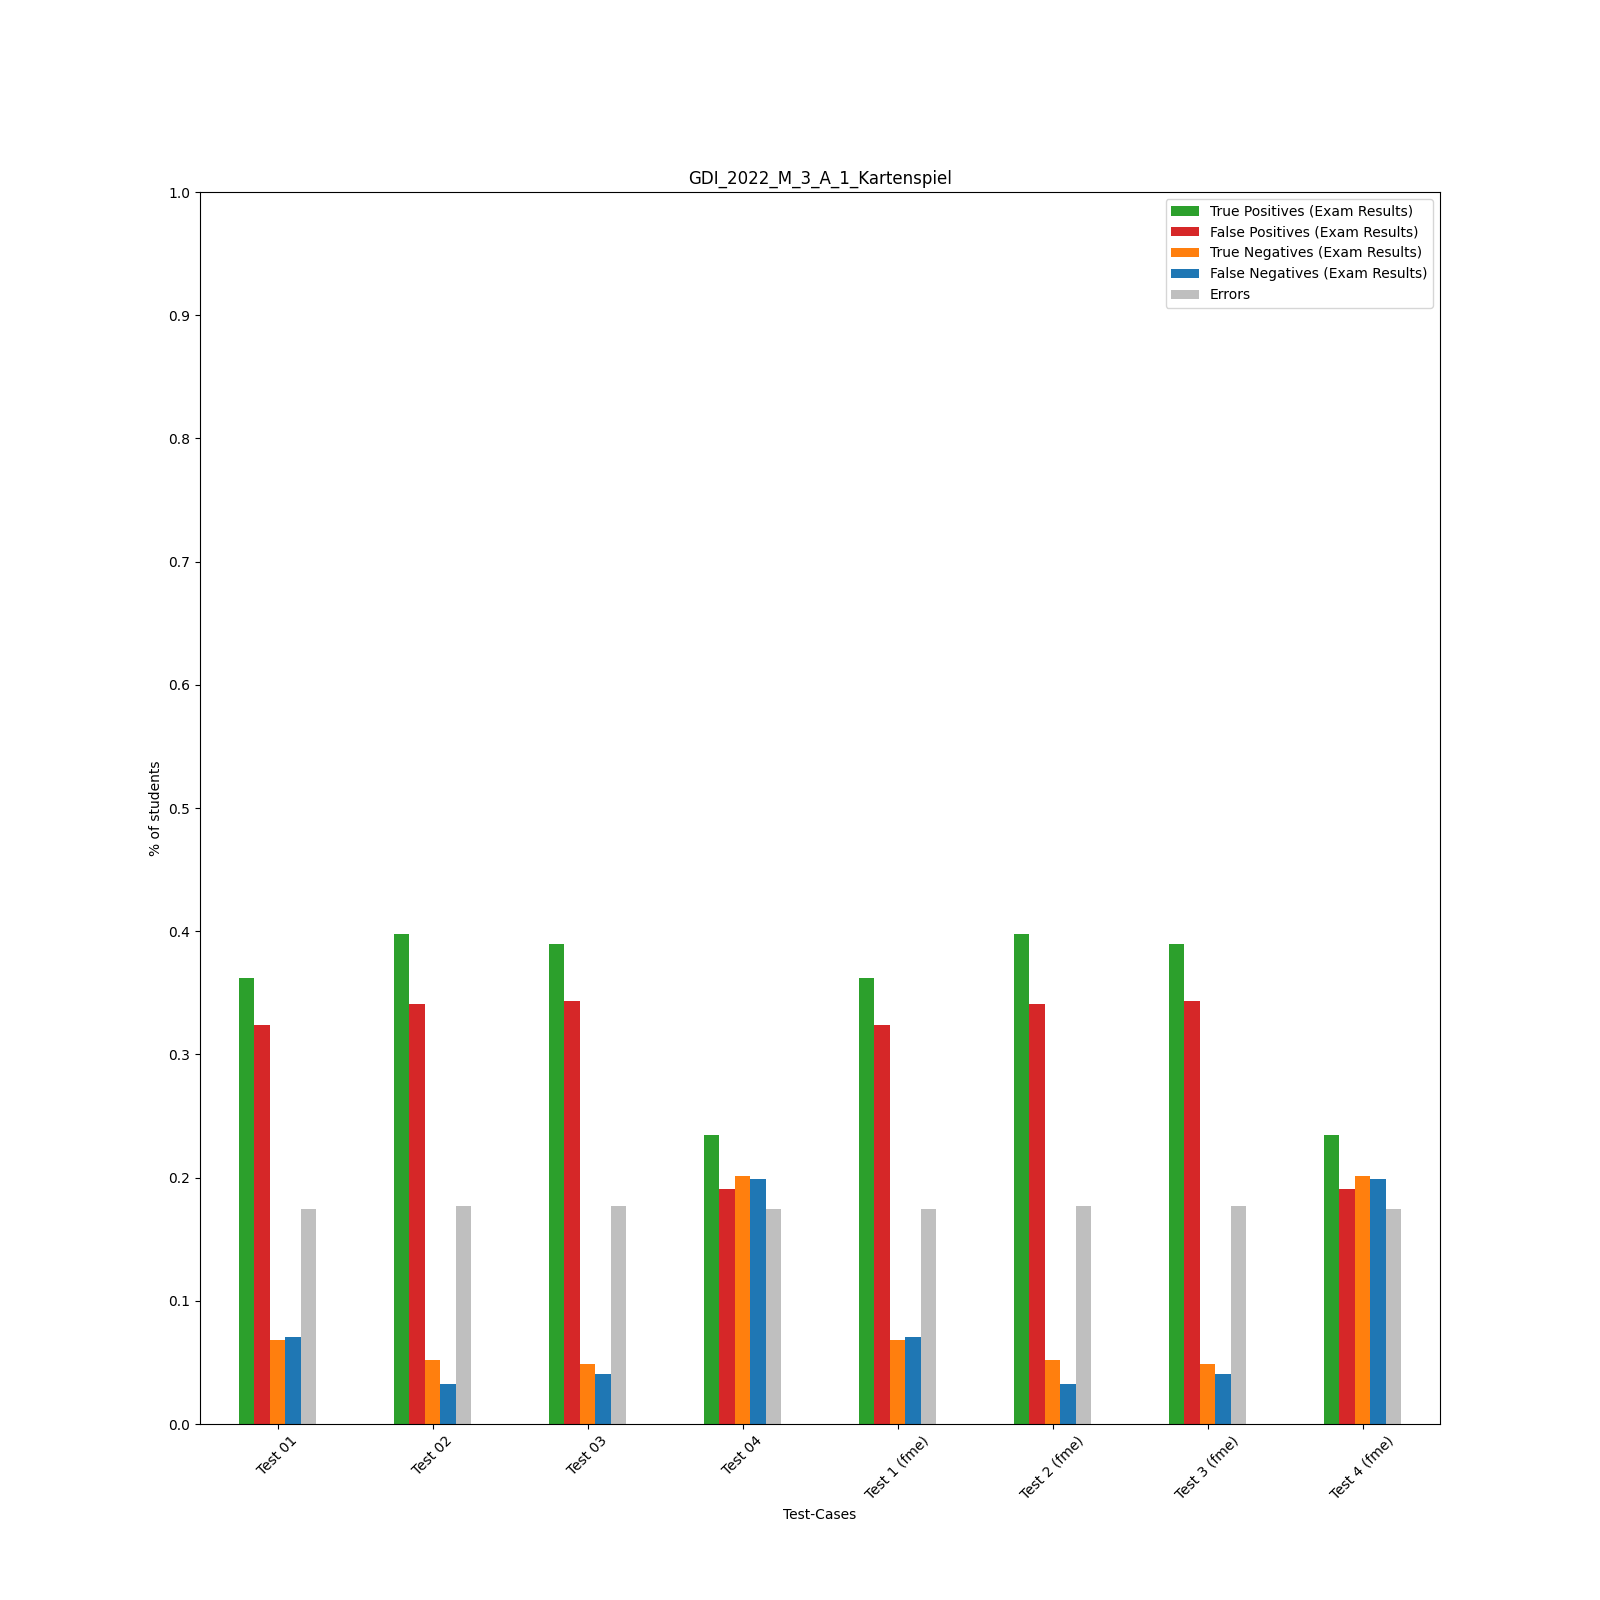 GDI_2022_M_3_A_1_Kartenspiel
True Positives (Exam Results)
False Positives (Exam Results)
True Negatives (Exam Results)
False Negatives (Exam Results)
Errors
1.0
0.9
0.8
0.7
0.6
0.5
0.4
0.3
0.2
0.1
0.0
% of students
Test 01
Test 02
Test 03
Test 04
Test 1 (fme)
Test 2 (fme)
Test 3 (fme)
Test 4 (fme)
Test-Cases